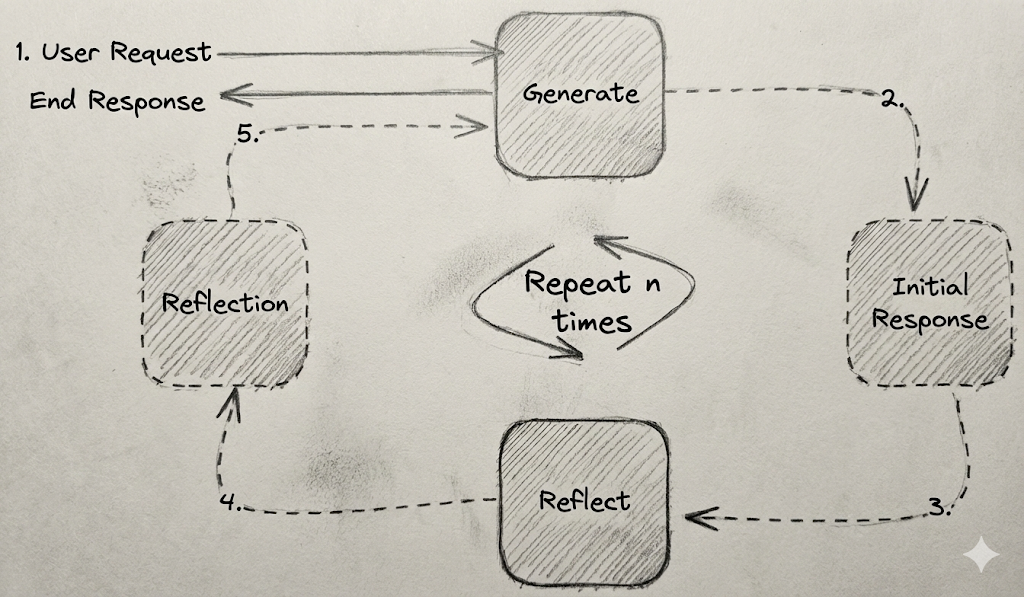 1. User Request
End Response
Generate
2.
5.
Reflection
Repeat n
times
Initial
Response
Reflect
4.
3.